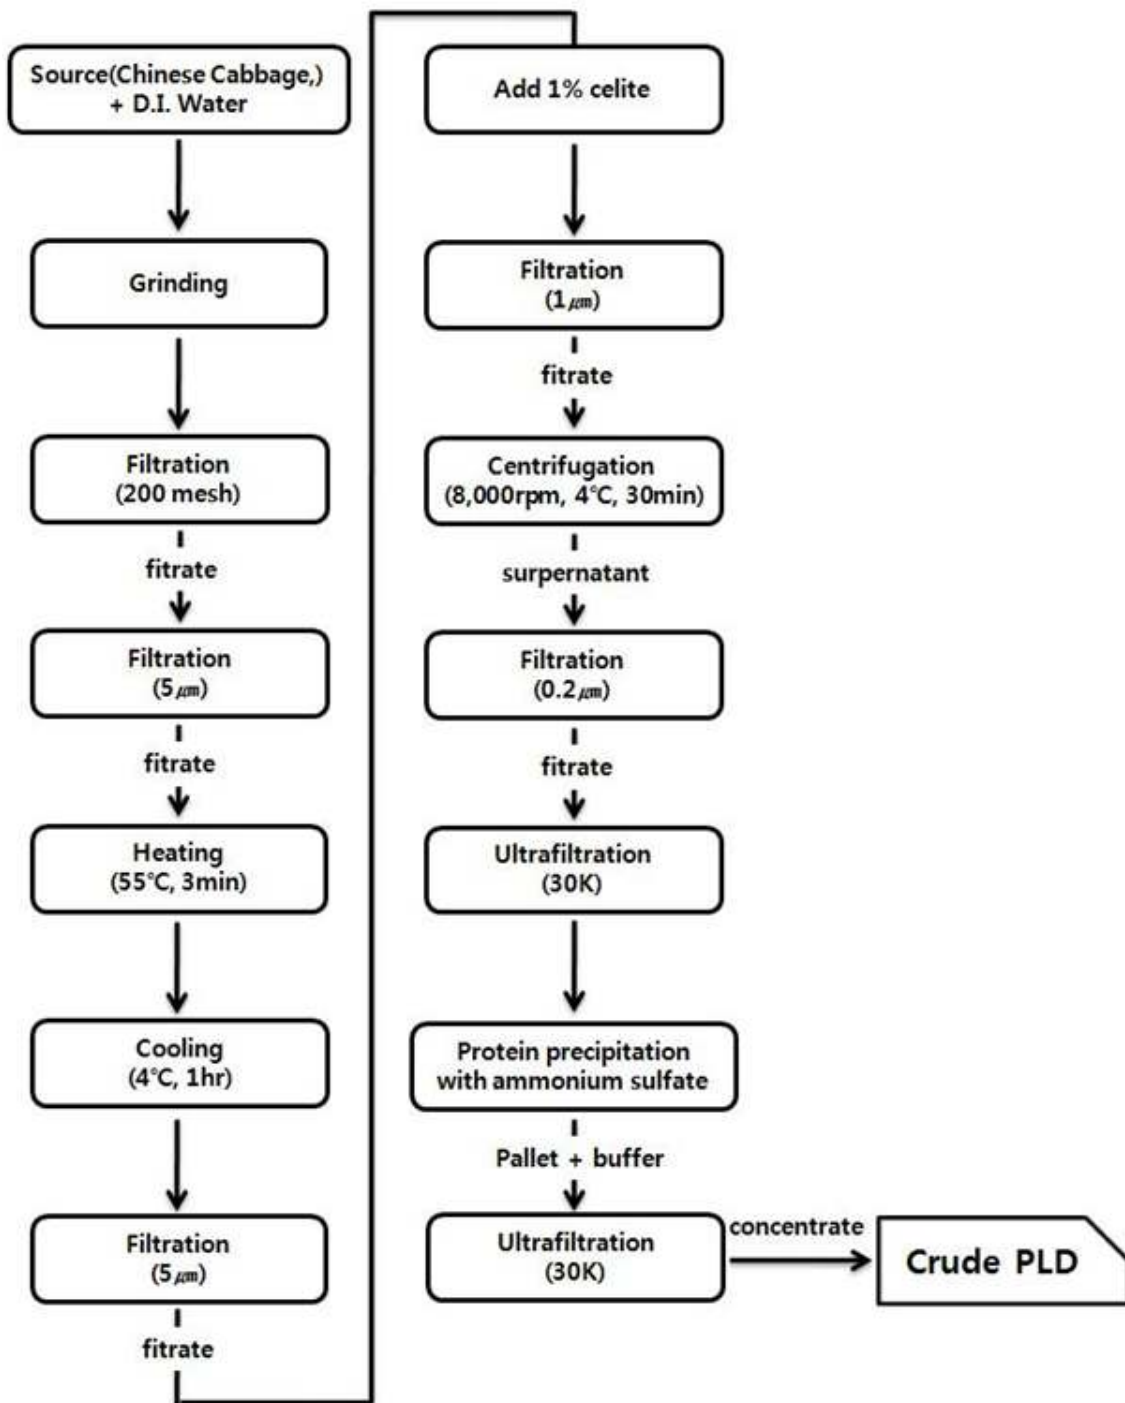 Source(Chinese Cabbage,)
+ D.I. Water
Grinding
Filtration
(200 mesh)
fitrate
Filtration
(5㎛)
fitrate
Heating
(55℃, 3min)
Cooling
(4℃, 1hr)
Filtration
(5㎛)
fitrate
Add 1% celite
Filtration
(1㎛)
fitrate
Centrifugation
(8,000rpm, 4℃, 30min)
surpernatant
Filtration
(0.2㎛)
fitrate
Ultrafiltration
(30K)
Protein precipitation
with ammonium sulfate
Pallet + buffer
Ultrafiltration
(30K)
concentrate
Crude PLD